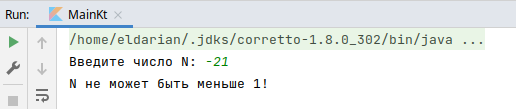 Run: MainKt
/home/eldarian/.jdks/corretto-1.8.0_302/bin/java ...
Введите число N: -21
N не может быть меньше 1!